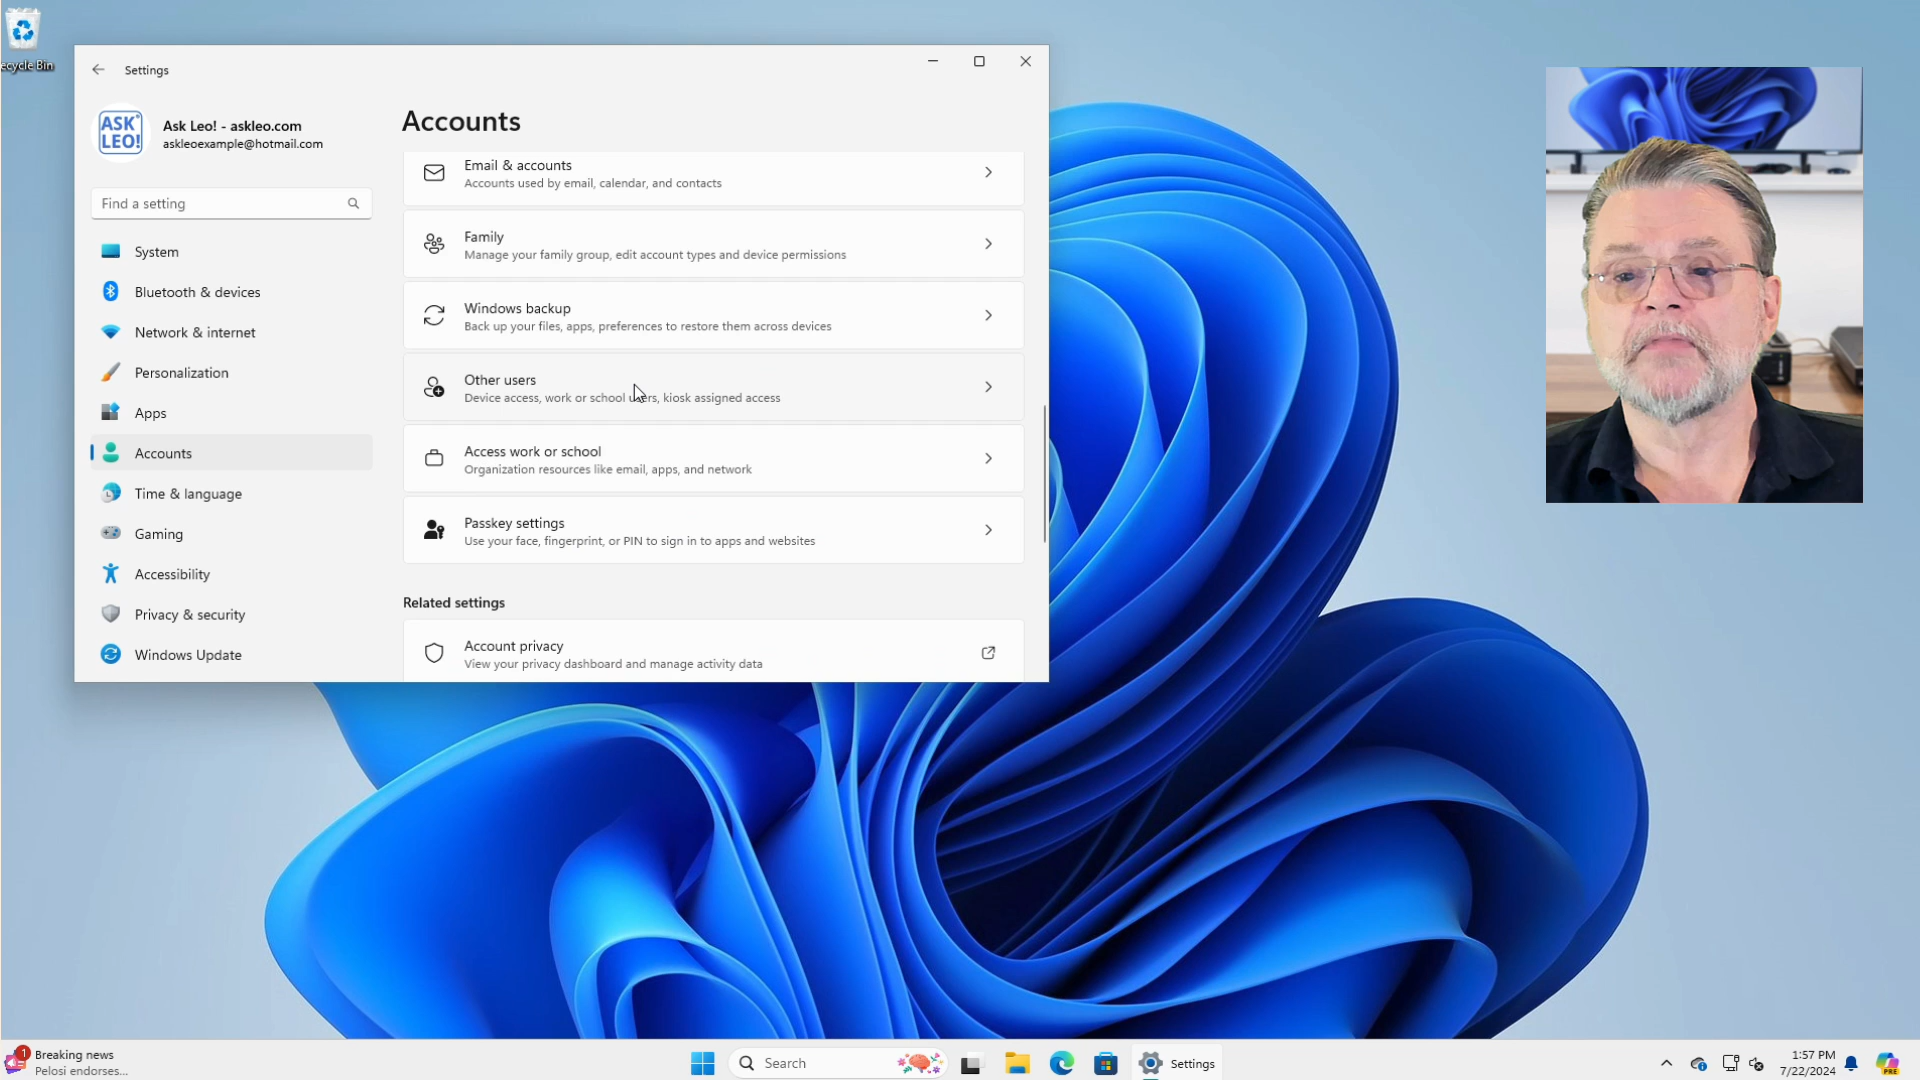 ecycle Bin
Settings
ASK
LEO!
Ask Leo! - askleo.com
askleoexample@hotmail.com
Find a setting
System
Bluetooth & devices
Network & internet
Personalization
Apps
Accounts
Time & language
Gaming
Accessibility
Privacy & security
Windows Update
Accounts
Email & accounts
Accounts used by email, calendar, and contacts
Family
Manage your family group, edit account types and device permissions
Windows backup
Back up your files, apps, preferences to restore them across devices
Other users
Device access, work or school users, kiosk assigned access
Access work or school
Organization resources like email, apps, and network
Passkey settings
Use your face, fingerprint, or PIN to sign in to apps and websites
Related settings
Account privacy
View your privacy dashboard and manage activity data
1
Breaking news
Pelosi endorses...
Search
Settings
1:57 PM
7/22/2024
PRE